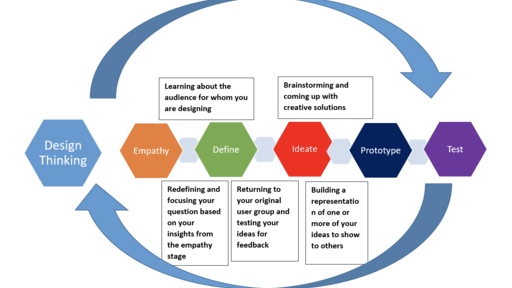 Learning about the
audience for whom you
are designing
Brainstorming and
coming up with
creative solutions
Design
Thinking
Empathy
Define
Ideate
Prototype
Test
Redefining and
focusing your
question based
on your
insights from
the empathy
stage
Returning to
your original
user group and
testing your
ideas for
feedback
Building a
representatio
n of one or
more of your
ideas to show
to others